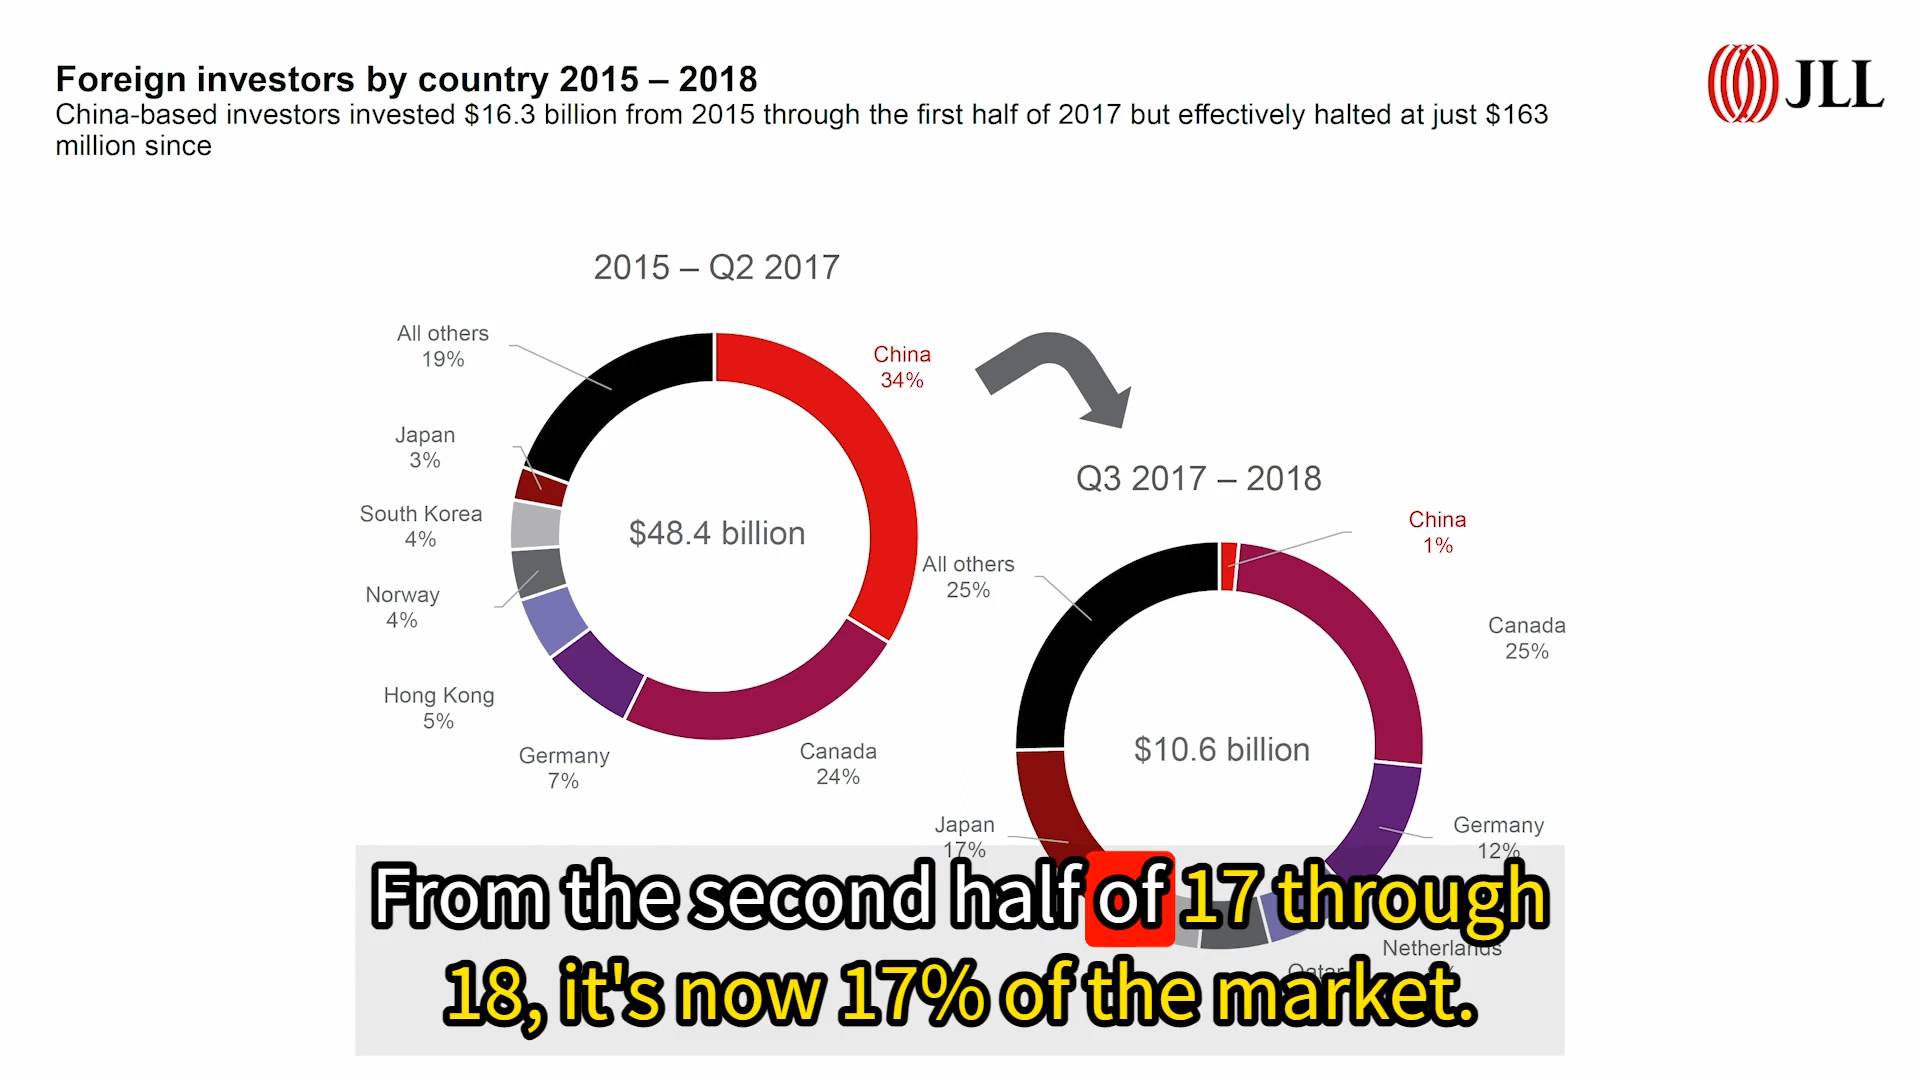 Foreign investors by country 2015 – 2018
China-based investors invested $16.3 billion from 2015 through the first half of 2017 but effectively halted at just $163
million since
JLL
2015 – Q2 2017
All others
19%
China
34%
Japan
3%
South Korea
4%
$48.4 billion
Norway
4%
Hong Kong
5%
Germany
7%
Canada
24%
Q3 2017 – 2018
China
1%
All others
25%
Canada
25%
$10.6 billion
Japan
17%
Germany
12%
Netherlands
Qatar
From the second half of 17 through
18, it's now 17% of the market.